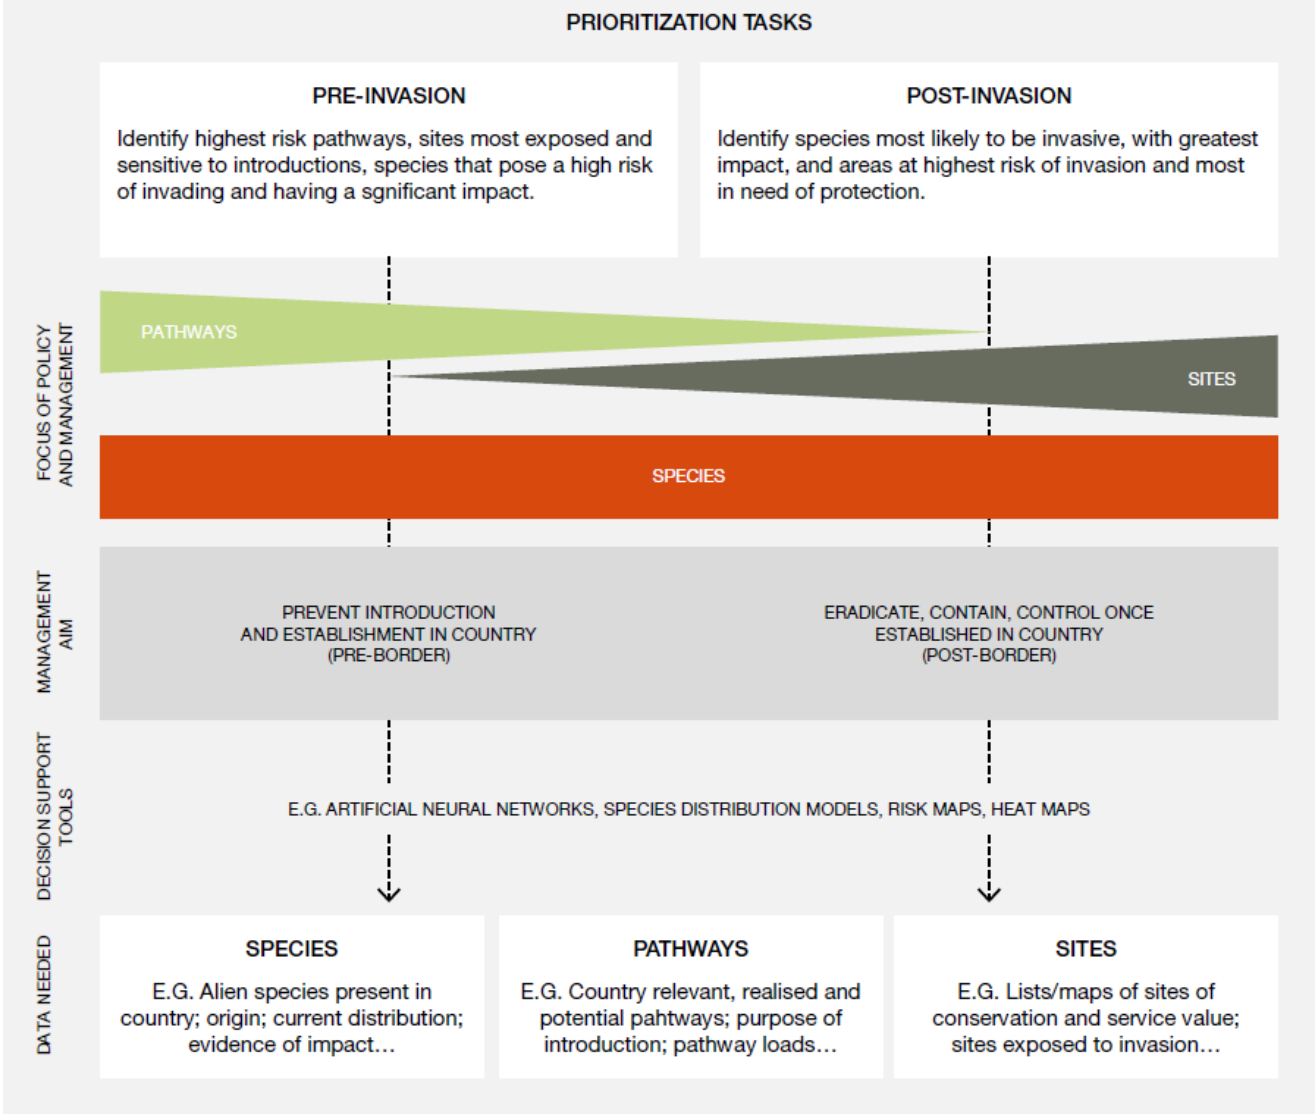 PRIORITIZATION TASKS
PRE-INVASION
Identify highest risk pathways, sites most exposed and
sensitive to introductions, species that pose a high risk
of invading and having a sgnificant impact.
POST-INVASION
Identify species most likely to be invasive, with greatest
impact, and areas at highest risk of invasion and most
in need of protection.
FOCUS OF POLICY
AND MANAGEMENT
PATHWAYS
SITES
SPECIES
MANAGEMENT
AIM
PREVENT INTRODUCTION
AND ESTABLISHMENT IN COUNTRY
(PRE-BORDER)
ERADICATE, CONTAIN, CONTROL ONCE
ESTABLISHED IN COUNTRY
(POST-BORDER)
DECISION SUPPORT
TOOLS
E.G. ARTIFICIAL NEURAL NETWORKS, SPECIES DISTRIBUTION MODELS, RISK MAPS, HEAT MAPS
DATA NEEDED
SPECIES
E.G. Alien species present in
country; origin; current distribution;
evidence of impact…
PATHWAYS
E.G. Country relevant, realised and
potential pahtways; purpose of
introduction; pathway loads…
SITES
E.G. Lists/maps of sites of
conservation and service value;
sites exposed to invasion…